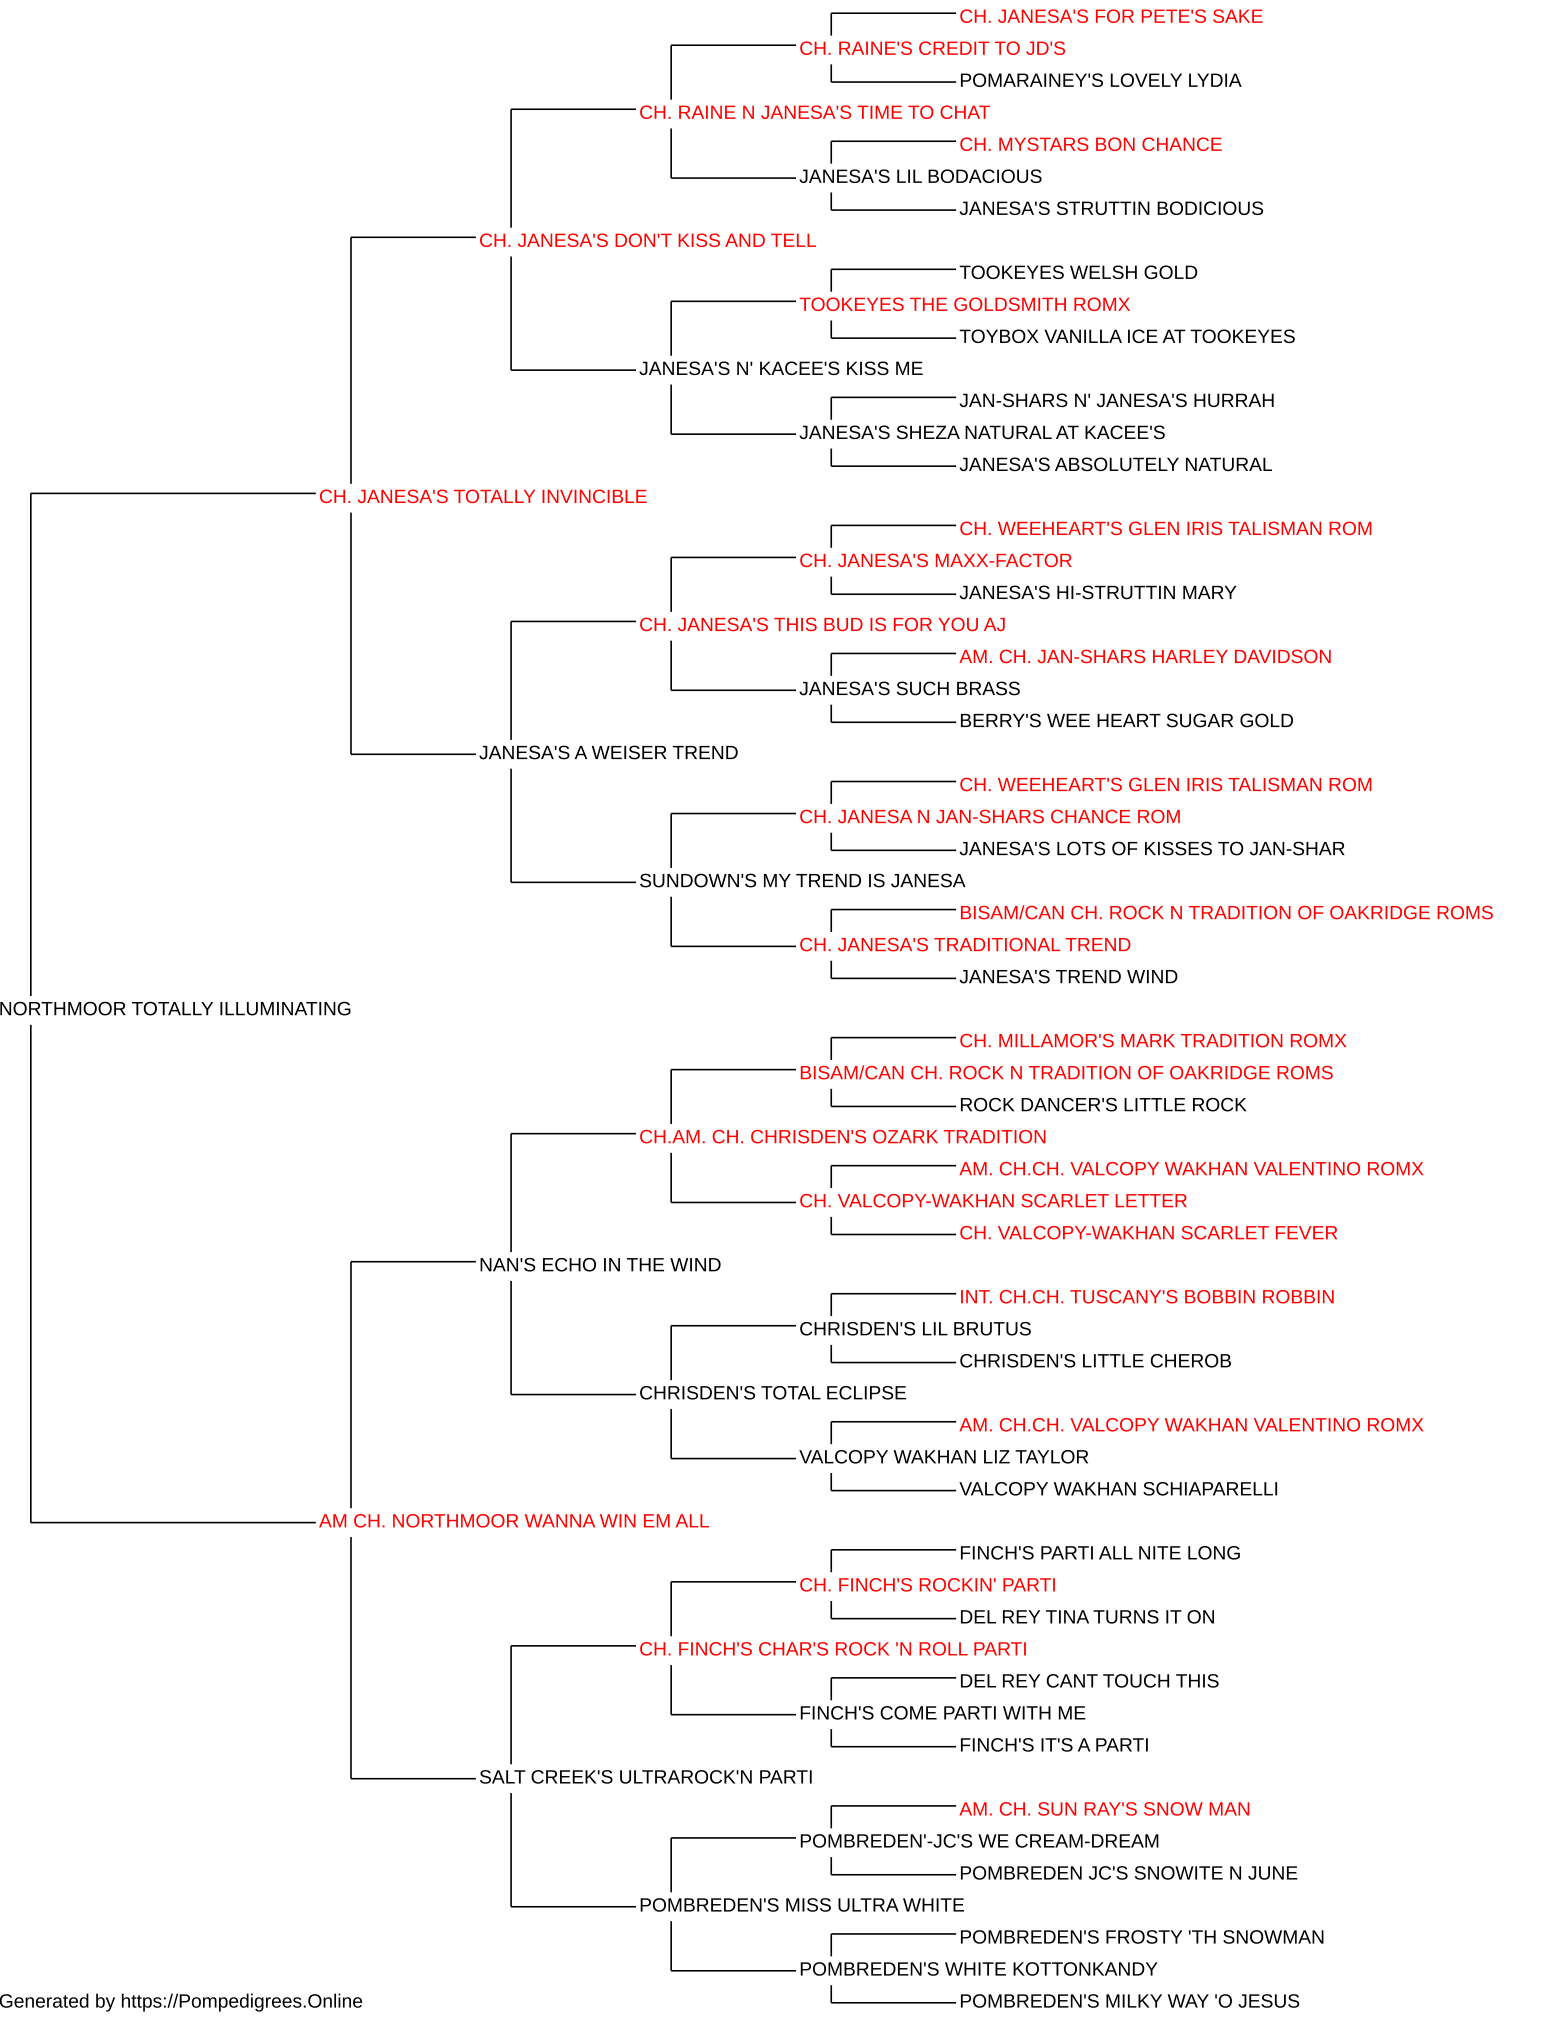 CH. JANESA'S FOR PETE'S SAKE
CH. RAINE'S CREDIT TO JD'S
POMARAINEY'S LOVELY LYDIA
CH. RAINE N JANESA'S TIME TO CHAT
CH. MYSTARS BON CHANCE
JANESA'S LIL BODACIOUS
JANESA'S STRUTTIN BODICIOUS
CH. JANESA'S DON'T KISS AND TELL
TOOKEYES WELSH GOLD
TOOKEYES THE GOLDSMITH ROMX
TOYBOX VANILLA ICE AT TOOKEYES
JANESA'S N' KACEE'S KISS ME
JAN-SHARS N' JANESA'S HURRAH
JANESA'S SHEZA NATURAL AT KACEE'S
JANESA'S ABSOLUTELY NATURAL
CH. JANESA'S TOTALLY INVINCIBLE
CH. WEEHEART'S GLEN IRIS TALISMAN ROM
CH. JANESA'S MAXX-FACTOR
JANESA'S HI-STRUTTIN MARY
CH. JANESA'S THIS BUD IS FOR YOU AJ
AM. CH. JAN-SHARS HARLEY DAVIDSON
JANESA'S SUCH BRASS
BERRY'S WEE HEART SUGAR GOLD
JANESA'S A WEISER TREND
CH. WEEHEART'S GLEN IRIS TALISMAN ROM
CH. JANESA N JAN-SHARS CHANCE ROM
JANESA'S LOTS OF KISSES TO JAN-SHAR
SUNDOWN'S MY TREND IS JANESA
BISAM/CAN CH. ROCK N TRADITION OF OAKRIDGE ROMS
CH. JANESA'S TRADITIONAL TREND
JANESA'S TREND WIND
NORTHMOOR TOTALLY ILLUMINATING
CH. MILLAMOR'S MARK TRADITION ROMX
BISAM/CAN CH. ROCK N TRADITION OF OAKRIDGE ROMS
ROCK DANCER'S LITTLE ROCK
CH.AM. CH. CHRISDEN'S OZARK TRADITION
AM. CH.CH. VALCOPY WAKHAN VALENTINO ROMX
CH. VALCOPY-WAKHAN SCARLET LETTER
CH. VALCOPY-WAKHAN SCARLET FEVER
NAN'S ECHO IN THE WIND
INT. CH.CH. TUSCANY'S BOBBIN ROBBIN
CHRISDEN'S LIL BRUTUS
CHRISDEN'S LITTLE CHEROB
CHRISDEN'S TOTAL ECLIPSE
AM. CH.CH. VALCOPY WAKHAN VALENTINO ROMX
VALCOPY WAKHAN LIZ TAYLOR
VALCOPY WAKHAN SCHIAPARELLI
AM CH. NORTHMOOR WANNA WIN EM ALL
FINCH'S PARTI ALL NITE LONG
CH. FINCH'S ROCKIN' PARTI
DEL REY TINA TURNS IT ON
CH. FINCH'S CHAR'S ROCK 'N ROLL PARTI
DEL REY CANT TOUCH THIS
FINCH'S COME PARTI WITH ME
FINCH'S IT'S A PARTI
SALT CREEK'S ULTRAROCK'N PARTI
AM. CH. SUN RAY'S SNOW MAN
POMBREDEN'-JC'S WE CREAM-DREAM
POMBREDEN JC'S SNOWITE N JUNE
POMBREDEN'S MISS ULTRA WHITE
POMBREDEN'S FROSTY 'TH SNOWMAN
POMBREDEN'S WHITE KOTTONKANDY
POMBREDEN'S MILKY WAY 'O JESUS
Generated by https://Pompedigrees.Online